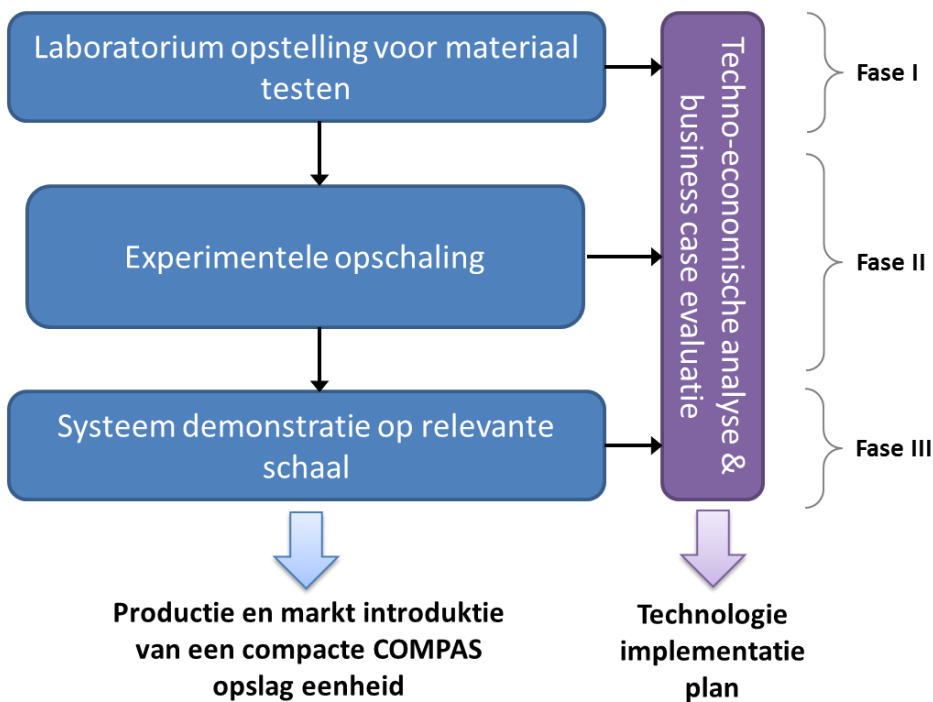 Laboratorium opstelling voor materiaal
testen
Fase I
Experimentele opschaling
Fase II
Systeem demonstratie op relevante
schaal
Fase III
Techno-economische analyse &
business case evaluatie
Productie en markt introduktie
van een compacte COMPAS
opslag eenheid
Technologie
implementatie
plan